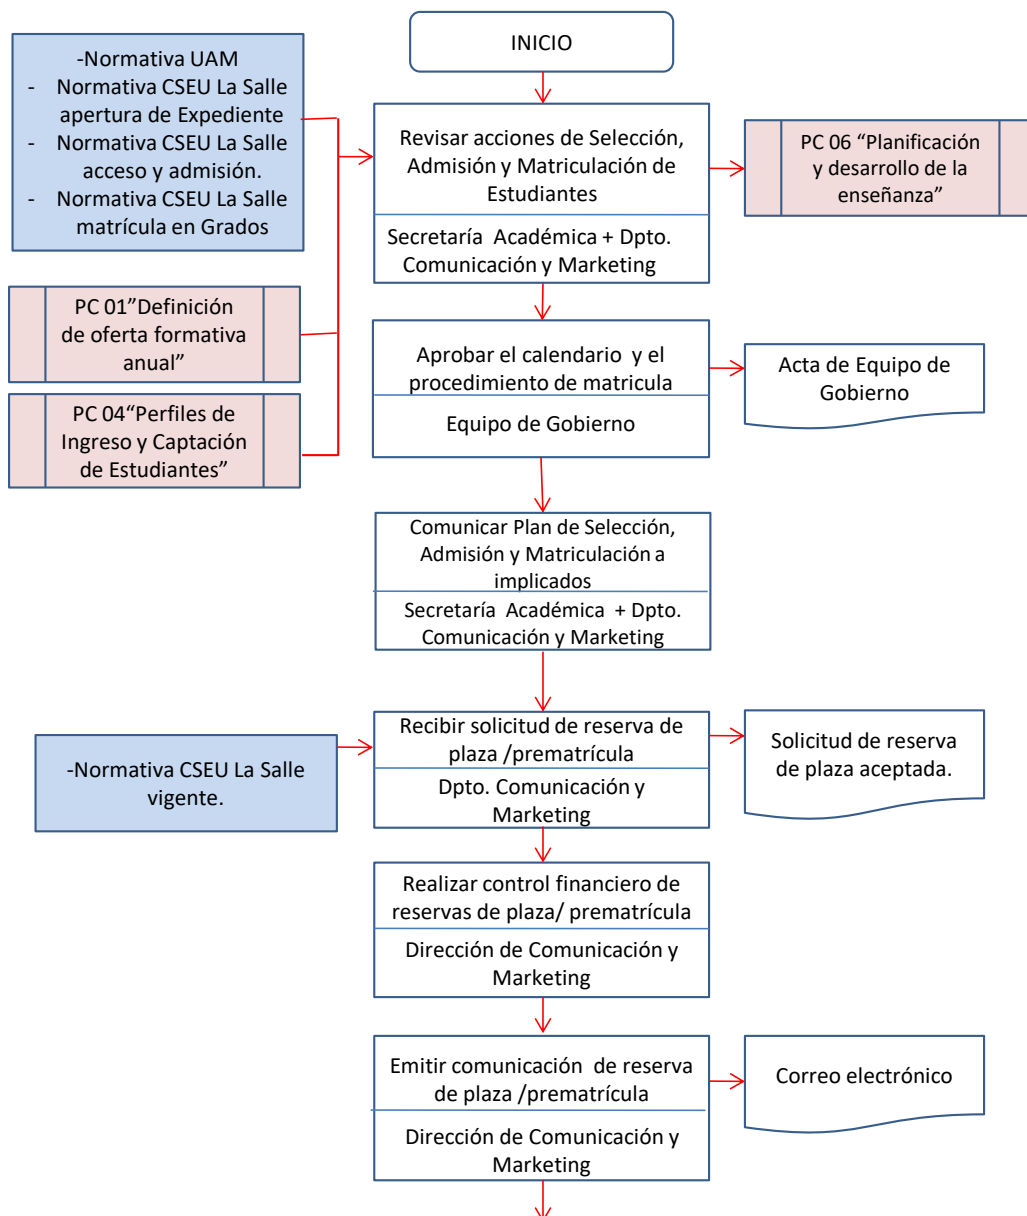 INICIO
-Normativa UAM
- Normativa CSEU La Salle
apertura de Expediente
- Normativa CSEU La Salle
acceso y admisión.
- Normativa CSEU La Salle
matrícula en Grados
Revisar acciones de Selección,
Admisión y Matriculación de
Estudiantes
Secretaría Académica + Dpto.
Comunicación y Marketing
PC 06 “Planificación
y desarrollo de la
enseñanza”
PC 01”Definición
de oferta formativa
anual”
PC 04“Perfiles de
Ingreso y Captación
de Estudiantes”
Aprobar el calendario y el
procedimiento de matricula
Equipo de Gobierno
Acta de Equipo de
Gobierno
Comunicar Plan de Selección,
Admisión y Matriculación a
implicados
Secretaría Académica + Dpto.
Comunicación y Marketing
-Normativa CSEU La Salle
vigente.
Recibir solicitud de reserva de
plaza /prematrícula
Dpto. Comunicación y
Marketing
Solicitud de reserva
de plaza aceptada.
Realizar control financiero de
reservas de plaza/ prematrícula
Dirección de Comunicación y
Marketing
Emitir comunicación de reserva
de plaza /prematrícula
Dirección de Comunicación y
Marketing
Correo electrónico